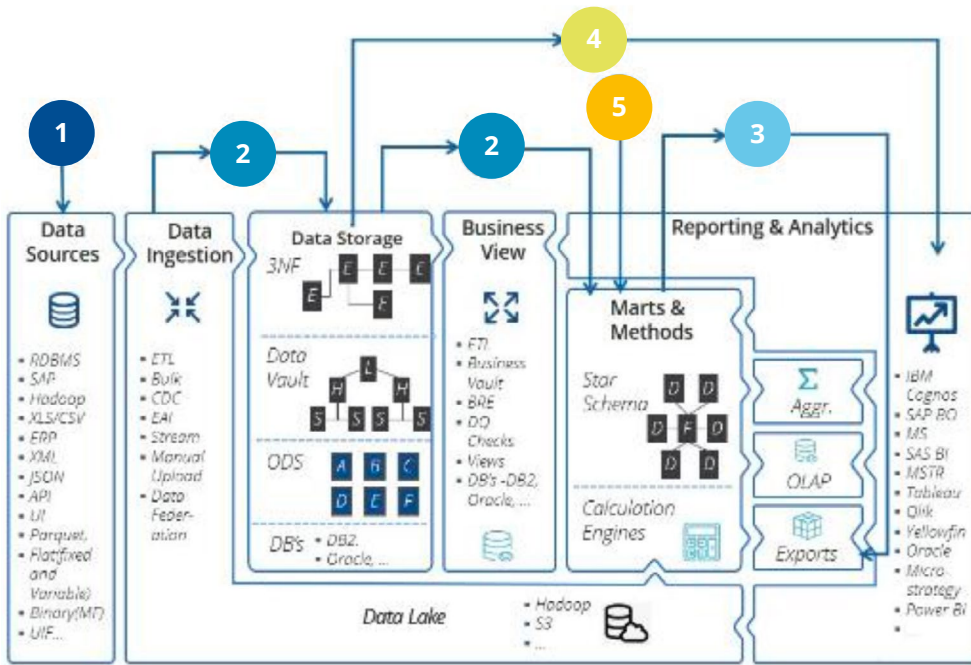 4
5
1
2
2
3
Data
Sources
RDBMS
SAP
Hadoop
XLS/CSV
ERP
XML
JSON
API
UI
Parquet,
Flat(fixed
and
Variable)
Binary(MF)
UIF...
Data
Ingestion
ETL
Bulk
CDC
EAI
Stream
Manual
Upload
Data
Feder-
ation
Data Storage
3NF
E E E
E
E
Data
Vault
L
H H
S S S S
ODS
A B C
D E F
DB's
DB2,
Oracle, ...
Business
View
ETL
Business
Vault
BRE
DQ
Checks
Views
DB's -DB2,
Oracle, ...
Reporting & Analytics
Marts &
Methods
Star
Schema
D D
D F D
D D
Calculation
Engines
Σ
Aggr.
OLAP
Exports
IBM
Cognos
SAP BO
MS
SAS BI
MSTR
Tableau
Qlik
Yellowfin
Oracle
Micro-
strategy
Power BI
...
Data Lake
Hadoop
S3
...